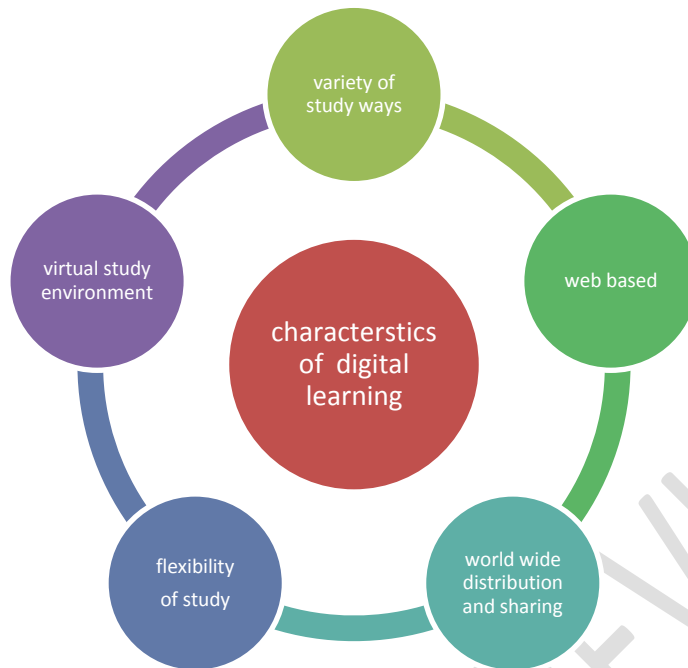 variety of
study ways
web based
world wide
distribution
and sharing
flexibility
of study
virtual study
environment
characterstics
of digital
learning